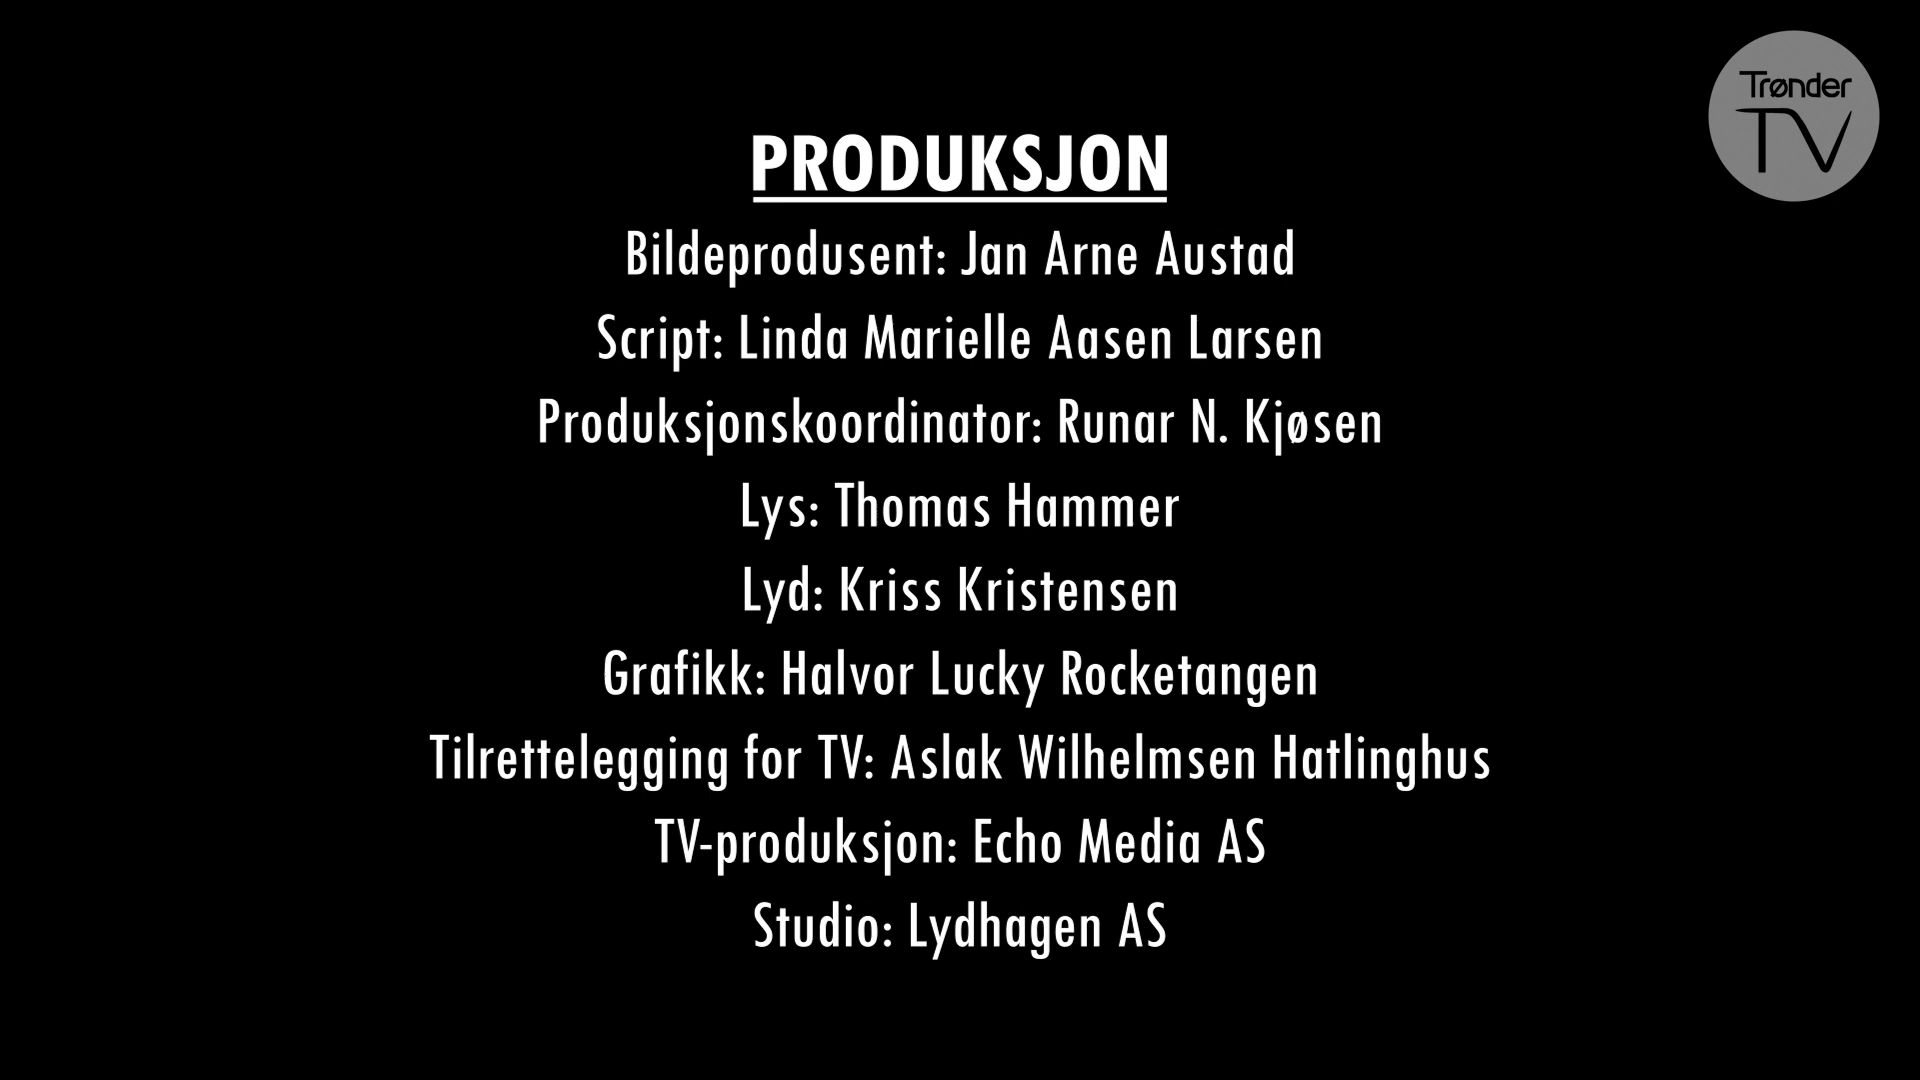 Trønder
TV
PRODUKSJON
Bildeprodusent: Jan Arne Austad
Script: Linda Marielle Aasen Larsen
Produksjonskoordinator: Runar N. Kjøsen
Lys: Thomas Hammer
Lyd: Kriss Kristensen
Grafikk: Halvor Lucky Rocketangen
Tilrettelegging for TV: Aslak Wilhelmsen Hatlinghus
TV-produksjon: Echo Media AS
Studio: Lydhagen AS